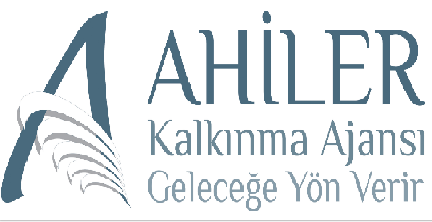 AHİLER
Kalkınma Ajansı
Geleceğe Yön Verir